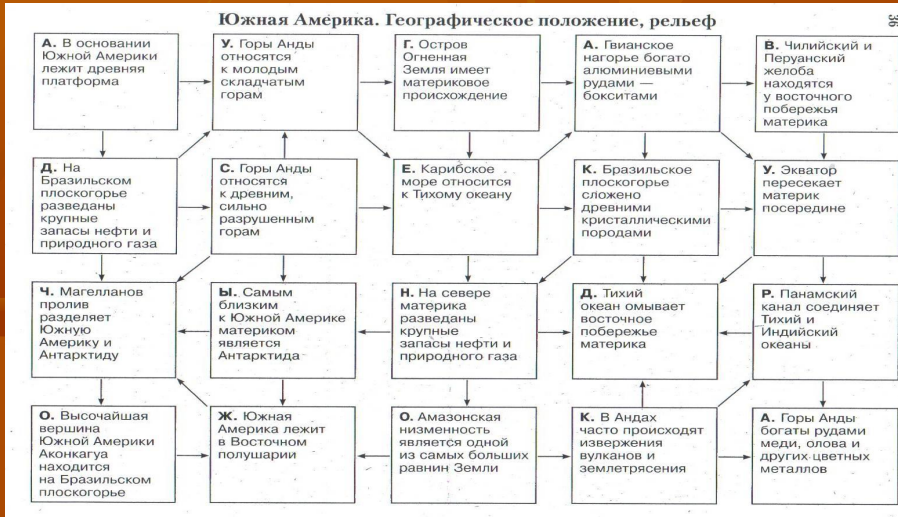 Южная Америка. Географическое положение, рельеф
36
А. В основании
Южной Америки
лежит древняя
платформа
У. Горы Анды
относятся
к молодым
складчатым
горам
Г. Остров
Огненная
Земля имеет
материковое
происхождение
А. Гвианское
нагорье богато
алюминиевыми
рудами —
бокситами
В. Чилийский и
Перуанский
желоба
находятся
у восточного
побережья
материка
Д. На
Бразильском
плоскогорье
разведаны
крупные
запасы нефти и
природного газа
С. Горы Анды
относятся
к древним,
сильно
разрушенным
горам
Е. Карибское
море относится
к Тихому океану
К. Бразильское
плоскогорье
сложено
древними
кристаллическими
породами
У. Экватор
пересекает
материк
посередине
Ч. Магелланов
пролив
разделяет
Южную
Америку и
Антарктиду
Ы. Самым
близким
к Южной Америке
материком
является
Антарктида
Н. На севере
материка
разведаны
крупные
запасы нефти и
природного газа
Д. Тихий
океан омывает
восточное
побережье
материка
Р. Панамский
канал соединяет
Тихий и
Индийский
океаны
О. Высочайшая
вершина
Южной Америки
Аконкагуа
находится
на Бразильском
плоскогорье
Ж. Южная
Америка лежит
в Восточном
полушарии
О. Амазонская
низменность
является одной
из самых больших
равнин Земли
К. В Андах
часто происходят
извержения
вулканов и
землетрясения
А. Горы Анды
богаты рудами
меди, олова и
других цветных
металлов